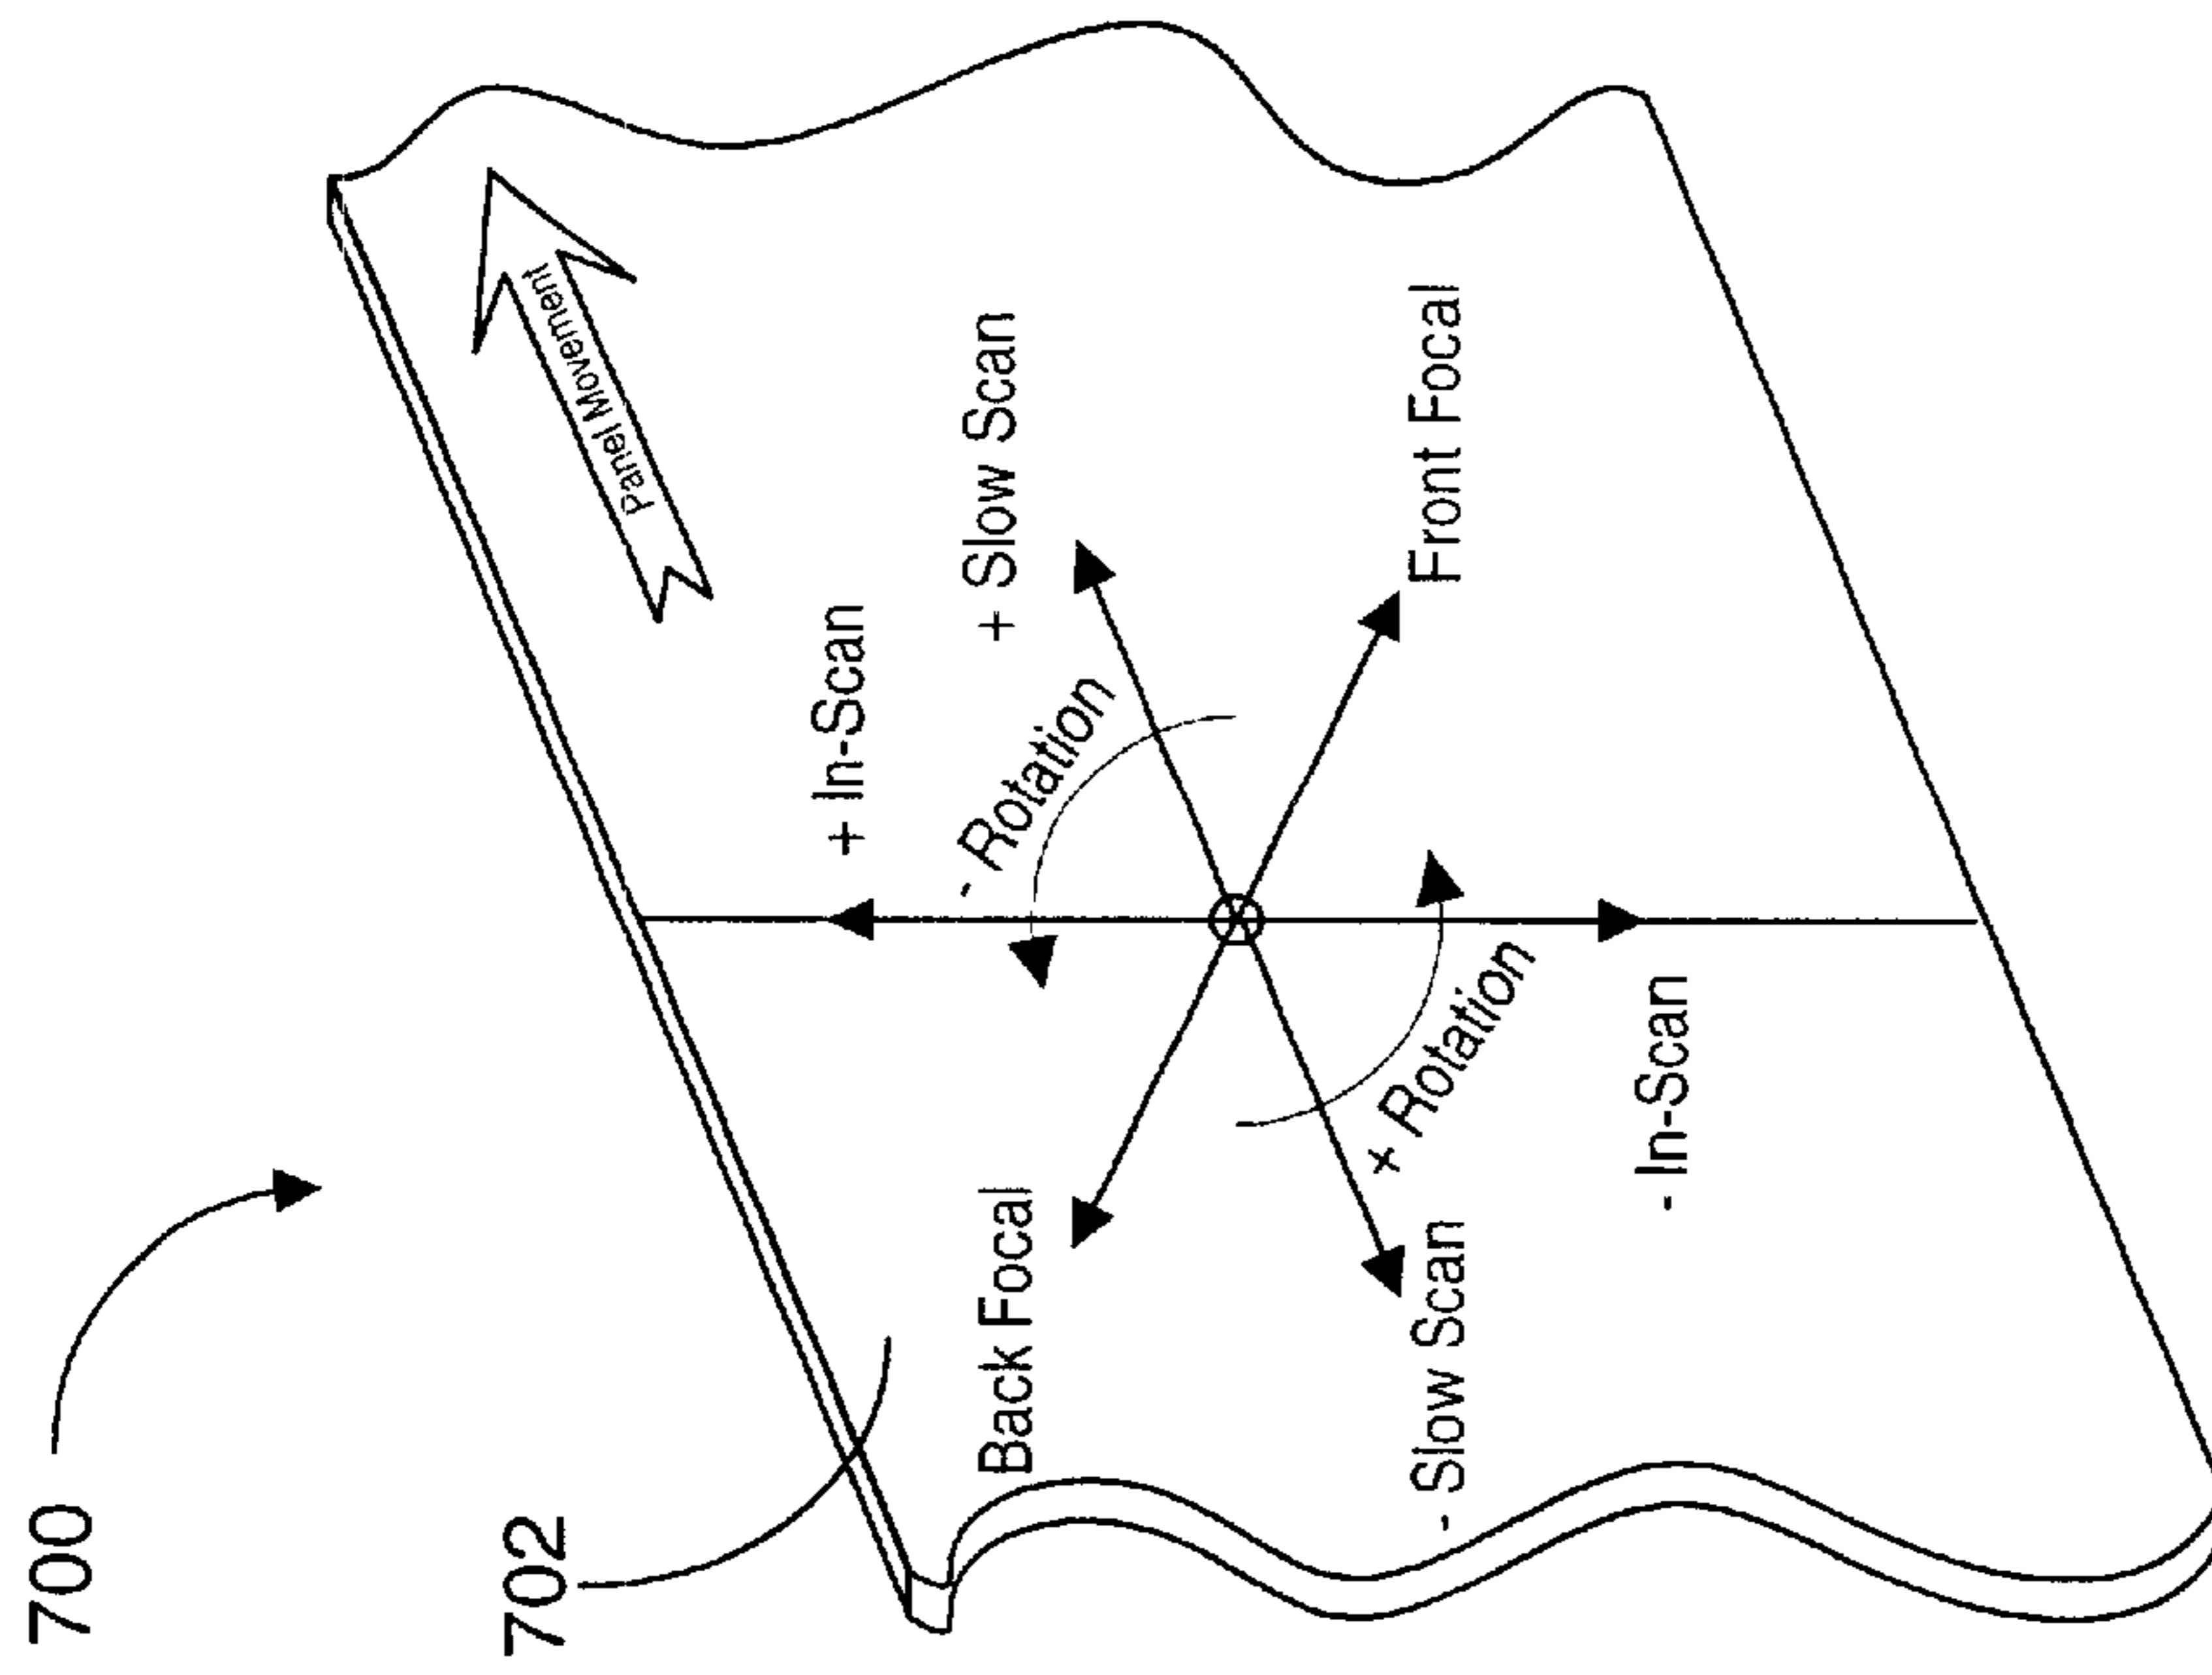 700
702
Panel Movement
+ In-Scan
+ Slow Scan
- Rotation
Back Focal
Front Focal
+ Rotation
- Slow Scan
- In-Scan